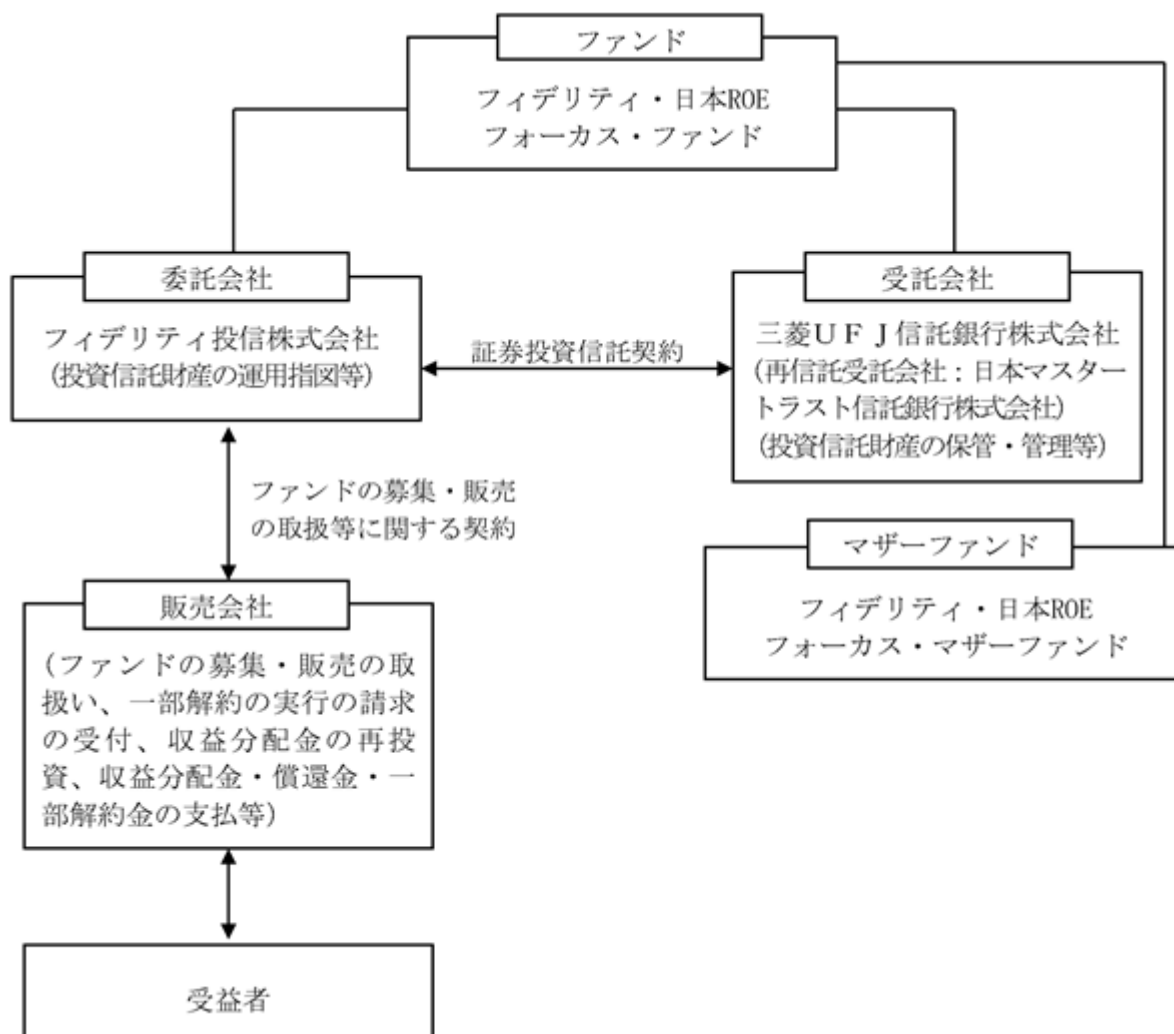 ファンド
フィデリティ・日本ROE
フォーカス・ファンド
委託会社
フィデリティ投信株式会社
(投資信託財産の運用指図等)
証券投資信託契約
受託会社
三菱ＵＦＪ信託銀行株式会社
(再信託受託会社：日本マスター
トラスト信託銀行株式会社)
(投資信託財産の保管・管理等)
ファンドの募集・販売
の取扱等に関する契約
マザーファンド
フィデリティ・日本ROE
フォーカス・マザーファンド
販売会社
(ファンドの募集・販売の取
扱い、一部解約の実行の請求
の受付、収益分配金の再投
資、収益分配金・償還金・一
部解約金の支払等)
受益者